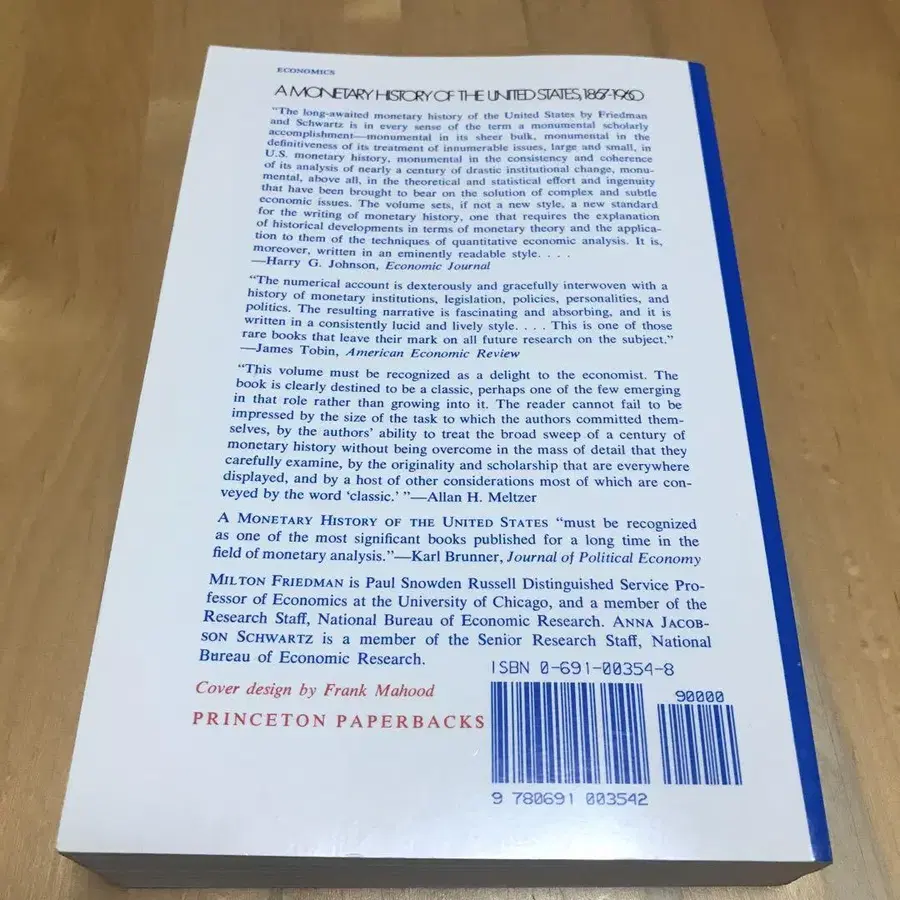 ECONOMICS
A MONETARY HISTORY OF THE UNITED STATES, 1867-1960
"The long-awaited monetary history of the United States by Friedman
and Schwartz is in every sense of the term a monumental scholarly
accomplishment—monumental in its sheer bulk, monumental in the
definitiveness of its treatment of innumerable issues, large and small, in
U.S. monetary history, monumental in the consistency and coherence
of its analysis of nearly a century of drastic institutional change, monu-
mental, above all, in the theoretical and statistical effort and ingenuity
that have been brought to bear on the solution of complex and subtle
economic issues. The volume sets, if not a new style, a new standard
for the writing of monetary history, one that requires the explanation
of historical developments in terms of monetary theory and the applica-
tion to them of the techniques of quantitative economic analysis. It is,
moreover, written in an eminently readable style. . . .
—Harry G. Johnson, Economic Journal
"The numerical account is dexterously and gracefully interwoven with a
history of monetary institutions, legislation, policies, personalities, and
politics. The resulting narrative is fascinating and absorbing, and it is
written in a consistently lucid and lively style. . . . This is one of those
rare books that leave their mark on all future research on the subject."
—James Tobin, American Economic Review
"This volume must be recognized as a delight to the economist. The
book is clearly destined to be a classic, perhaps one of the few emerging
in that role rather than growing into it. The reader cannot fail to be
impressed by the size of the task to which the authors committed them-
selves, by the authors' ability to treat the broad sweep of a century of
monetary history without being overcome in the mass of detail that they
carefully examine, by the originality and scholarship that are everywhere
displayed, and by a host of other considerations most of which are con-
veyed by the word 'classic.' "—Allan H. Meltzer
A MONETARY HISTORY OF THE UNITED STATES "must be recognized
as one of the most significant books published for a long time in the
field of monetary analysis."—Karl Brunner, Journal of Political Economy
MILTON FRIEDMAN is Paul Snowden Russell Distinguished Service Pro-
fessor of Economics at the University of Chicago, and a member of the
Research Staff, National Bureau of Economic Research. ANNA JACOB-
SON SCHWARTZ is a member of the Senior Research Staff, National
Bureau of Economic Research.
ISBN 0-691-00354-8
Cover design by Frank Mahood
90000
PRINCETON PAPERBACKS
9 780691 003542